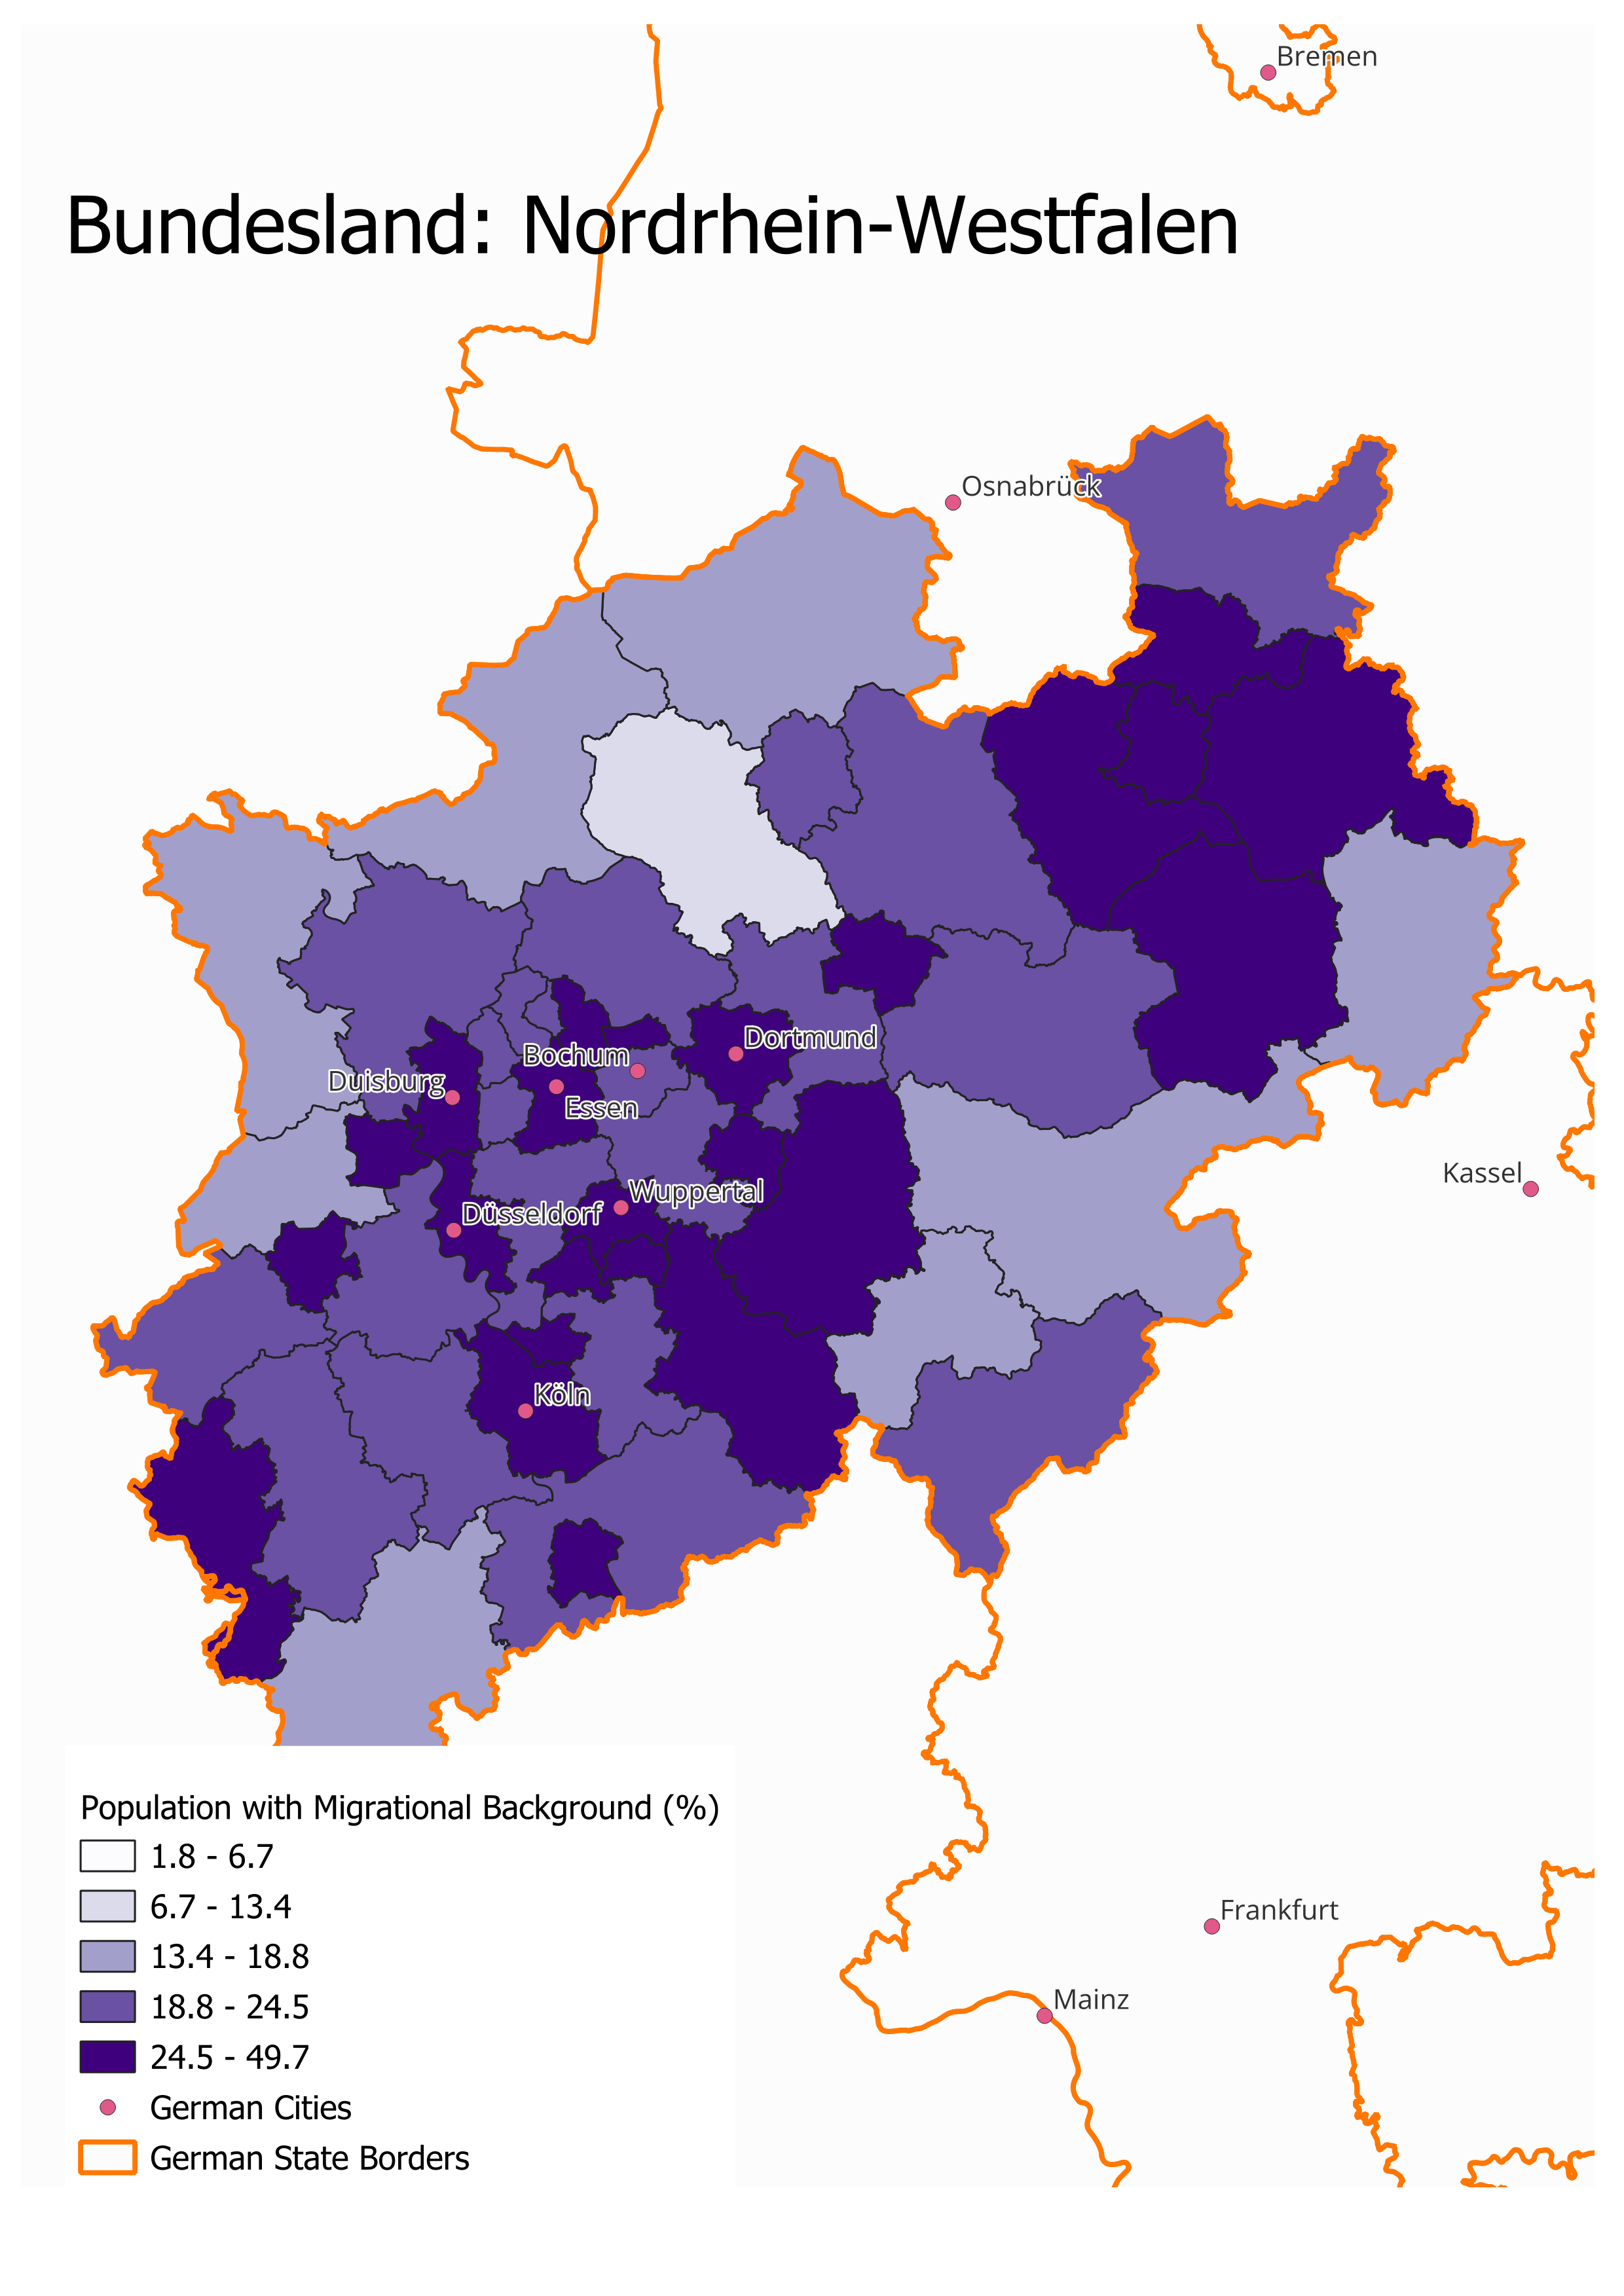 Bremen
Bundesland: Nordrhein-Westfalen
Osnabrück
Dortmund
Bochum
Duisburg
Essen
Kassel
Wuppertal
Düsseldorf
Köln
Population with Migrational Background (%)
1.8 - 6.7
6.7 - 13.4
13.4 - 18.8
18.8 - 24.5
24.5 - 49.7
German Cities
German State Borders
Frankfurt
Mainz